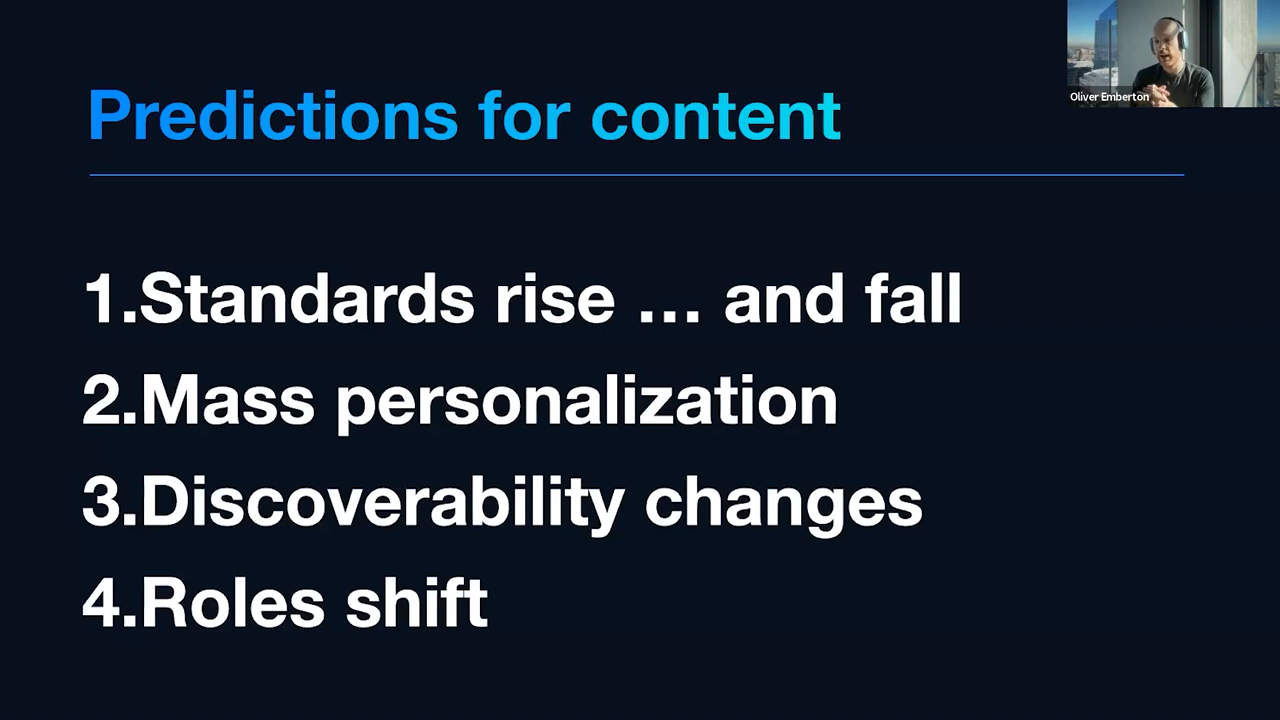 Predictions for content
Oliver Emberton
1.Standards rise … and fall
2.Mass personalization
3.Discoverability changes
4.Roles shift